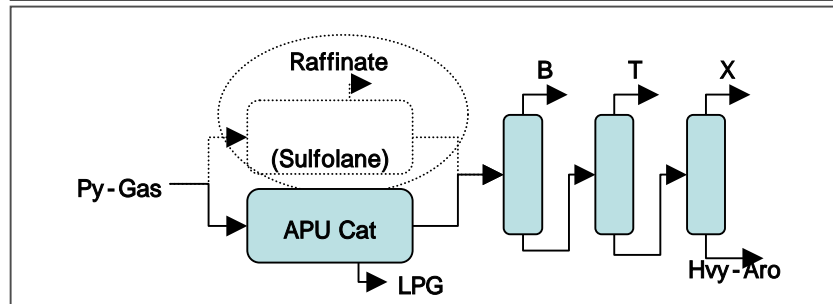 Raffinate
B
T
X
(Sulfolane)
Py-Gas
APU Cat
LPG
Hvy-Aro